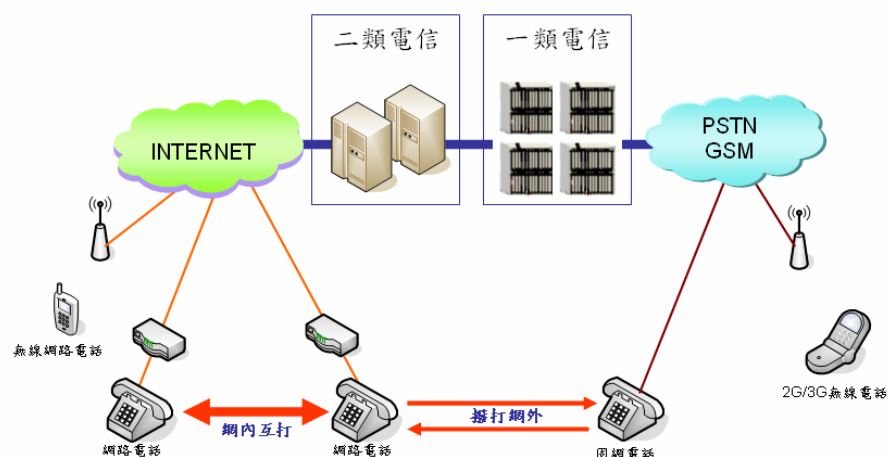 二類電信
一類電信
INTERNET
PSTN
GSM
無線網路電話
2G/3G無線電話
網內互打
撥打網外
網路電話
網路電話
固網電話